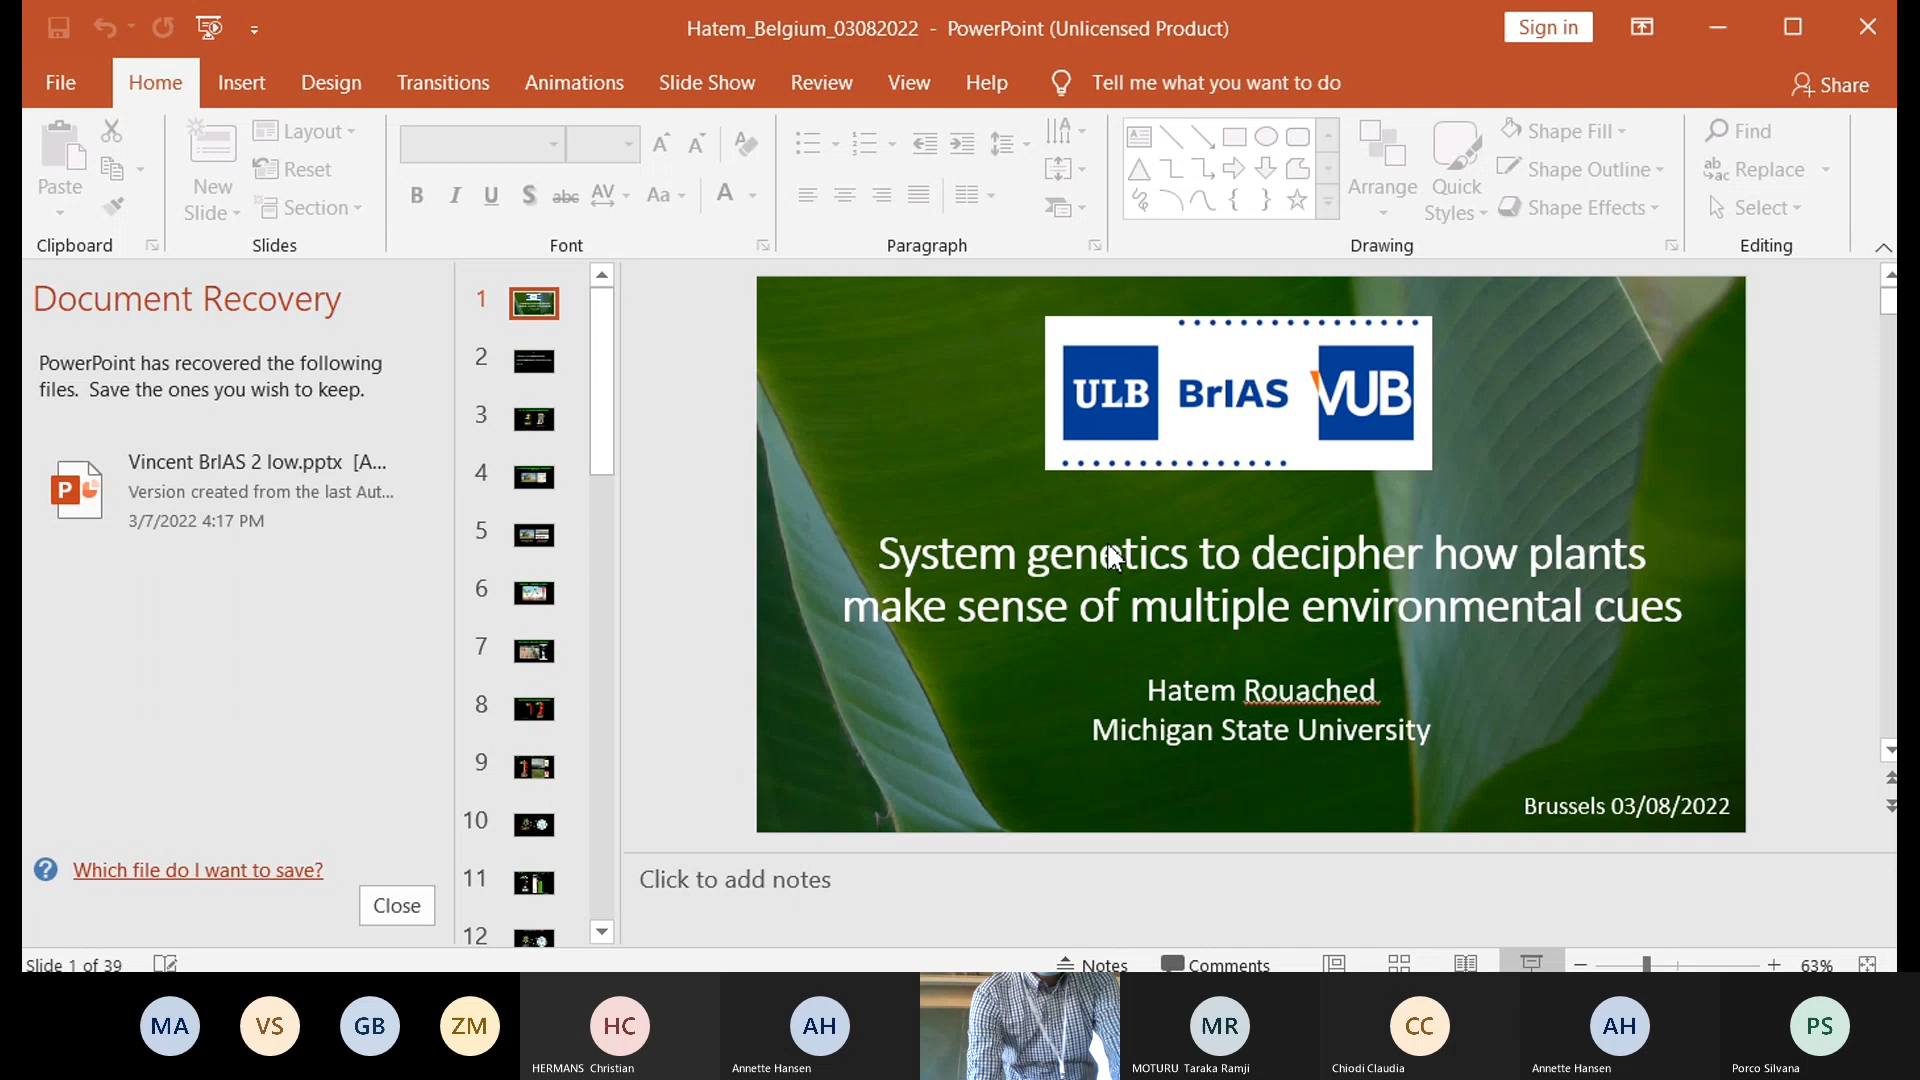 Hatem_Belgium_03082022 - PowerPoint (Unlicensed Product)
Sign in
File Home Insert Design Transitions Animations Slide Show Review View Help Tell me what you want to do Share
Paste
New Slide
Layout
Reset
Section
B I U S abc AV Aa A
Arrange
Quick Styles
Shape Fill
Shape Outline
Shape Effects
Find
Replace
Select
Clipboard Slides Font Paragraph Drawing Editing
Document Recovery
PowerPoint has recovered the following
files. Save the ones you wish to keep.
Vincent BrIAS 2 low.pptx [A...
Version created from the last Aut...
3/7/2022 4:17 PM
Which file do I want to save?
Close
1
2
3
4
5
6
7
8
9
10
11
12
ULB BrIAS VUB
System genetics to decipher how plants
make sense of multiple environmental cues
Hatem Rouached
Michigan State University
Brussels 03/08/2022
Click to add notes
Slide 1 of 39 Notes Comments 63%
MA VS GB ZM HC AH MR CC AH PS
HERMANS Christian Annette Hansen MOTURU Taraka Ramji Chiodi Claudia Annette Hansen Porco Silvana